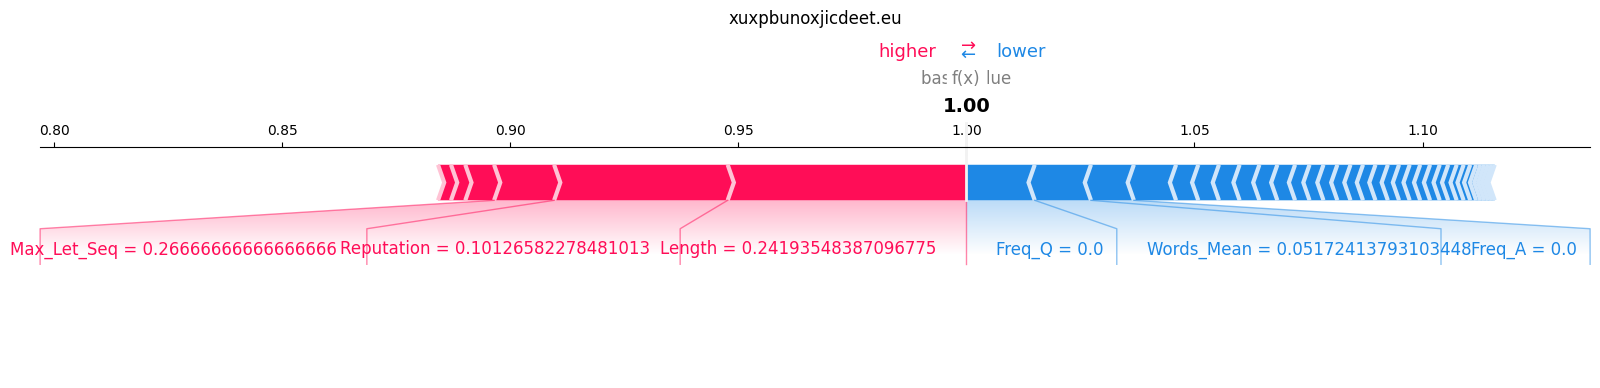 xuxpbunoxjicdeet.eu
higher ⇄ lower
bas f(x) lue
1.00
0.80 0.85 0.90 0.95 1.00 1.05 1.10
Max_Let_Seq = 0.26666666666666666 Reputation = 0.10126582278481013 Length = 0.24193548387096775 Freq_Q = 0.0 Words_Mean = 0.05172413793103448 Freq_A = 0.0